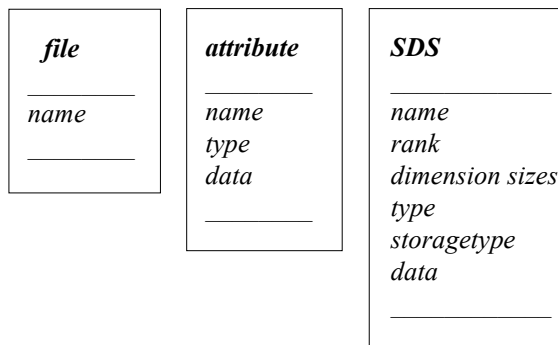 file
name
attribute
name
type
data
SDS
name
rank
dimension sizes
type
storagetype
data